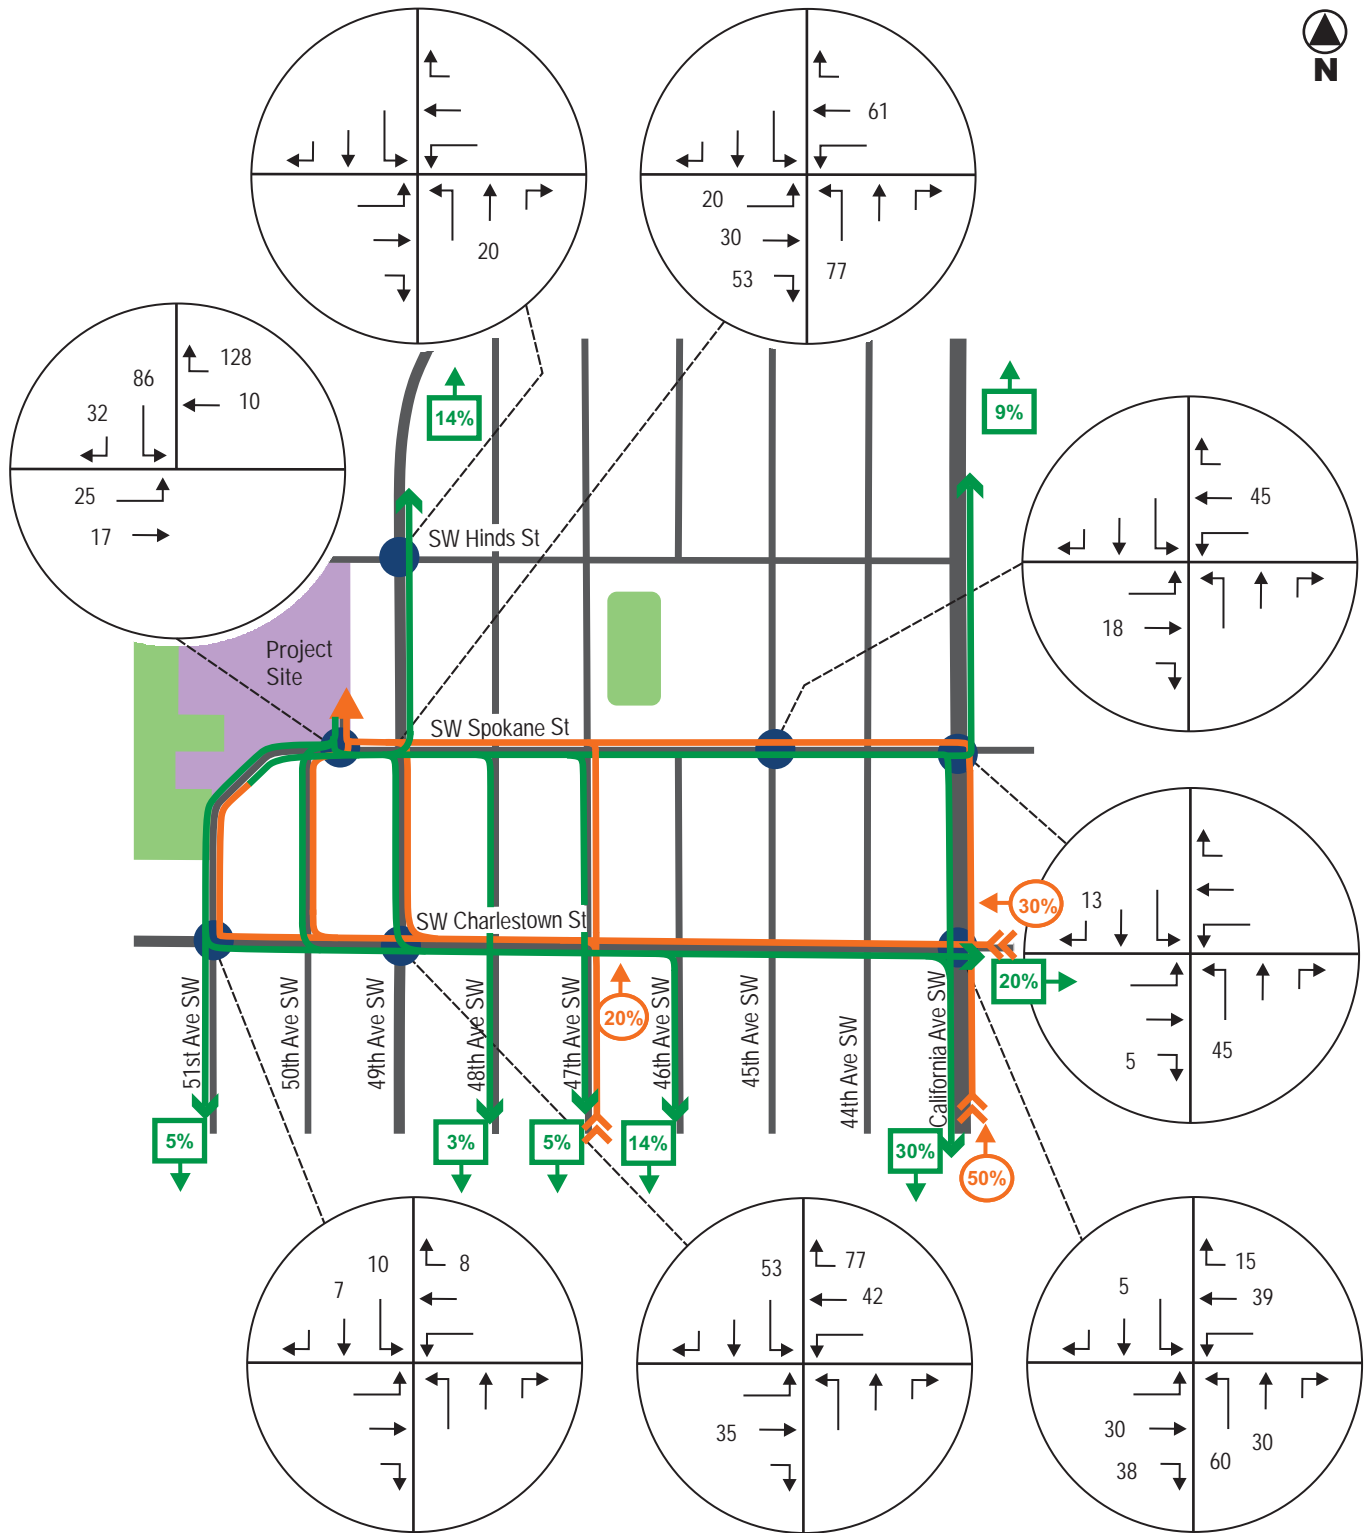 N
61
20
30
53
77
20
128
86
10
32
25
17
14%
9%
45
18
SW Hinds St
Project
Site
SW Spokane St
13
30%
5
45
SW Charlestown St
20%
20%
51st Ave SW
50th Ave SW
49th Ave SW
48th Ave SW
47th Ave SW
46th Ave SW
45th Ave SW
44th Ave SW
California Ave SW
5%
3%
5%
14%
30%
50%
10
8
7
53
77
42
35
5
15
39
30
38
60
30